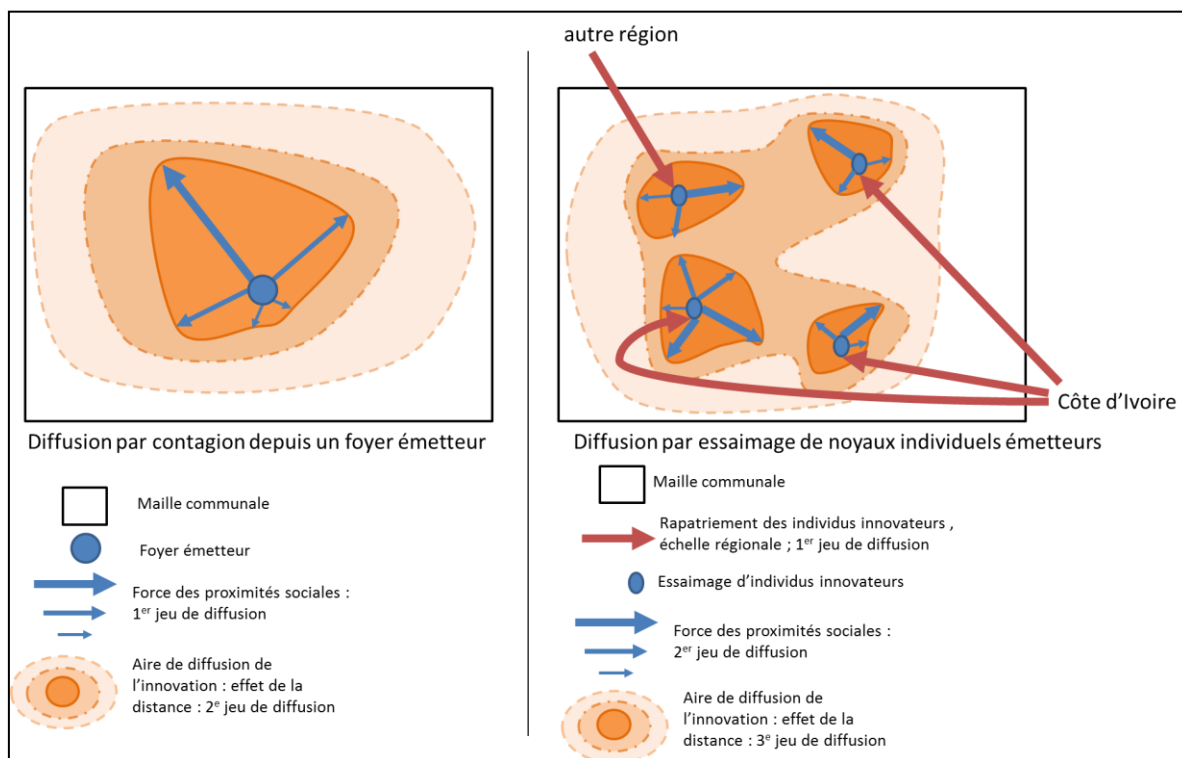 autre région
Côte d'Ivoire
Diffusion par contagion depuis un foyer émetteur
Maille communale
Foyer émetteur
Force des proximités sociales :
1er jeu de diffusion
Aire de diffusion de
l'innovation : effet de la
distance : 2e jeu de diffusion
Diffusion par essaimage de noyaux individuels émetteurs
Maille communale
Rapatriement des individus innovateurs ,
échelle régionale ; 1er jeu de diffusion
Essaimage d'individus innovateurs
Force des proximités sociales :
2er jeu de diffusion
Aire de diffusion de
l'innovation : effet de la
distance : 3e jeu de diffusion